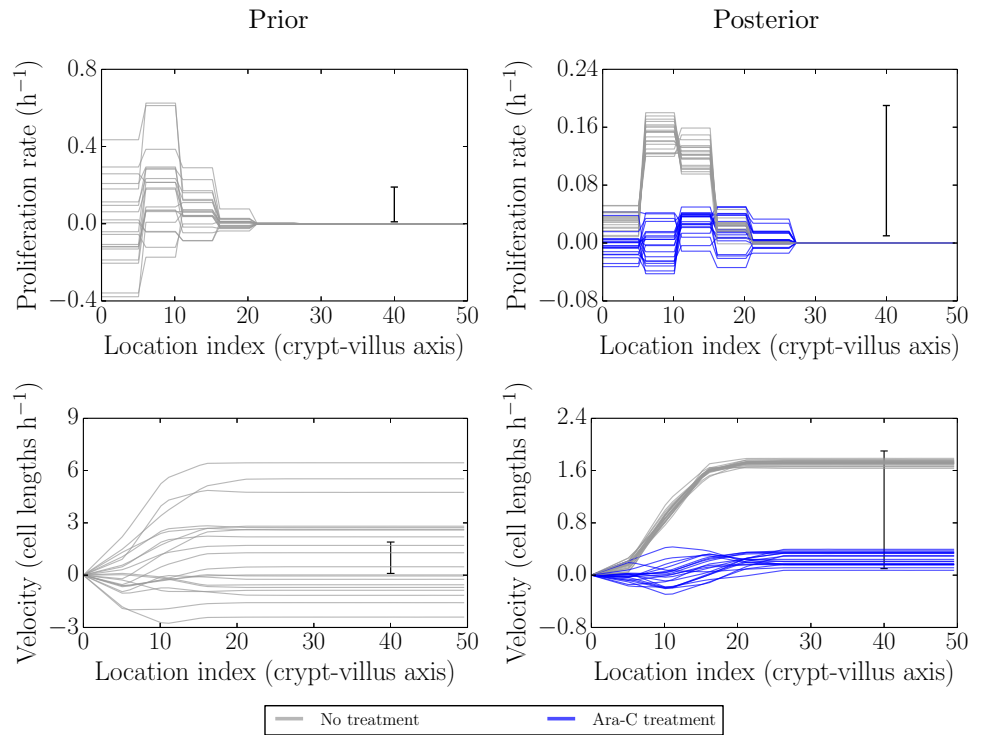 Prior
Posterior
Proliferation rate (h⁻¹)
0.8
0.4
0.0
−0.4
0 10 20 30 40 50
Location index (crypt-villus axis)
Proliferation rate (h⁻¹)
0.24
0.16
0.08
0.00
−0.08
0 10 20 30 40 50
Location index (crypt-villus axis)
Velocity (cell lengths h⁻¹)
9
6
3
0
−3
0 10 20 30 40 50
Location index (crypt-villus axis)
Velocity (cell lengths h⁻¹)
2.4
1.6
0.8
0.0
−0.8
0 10 20 30 40 50
Location index (crypt-villus axis)
No treatment
Ara-C treatment